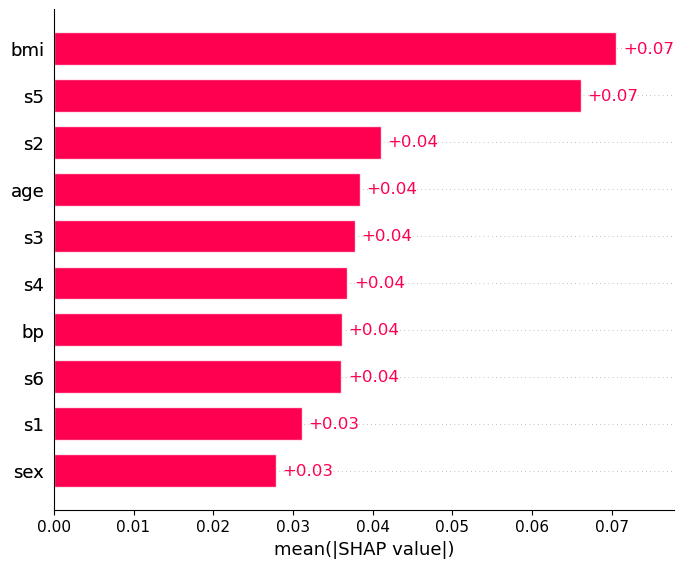 bmi +0.07
s5 +0.07
s2 +0.04
age +0.04
s3 +0.04
s4 +0.04
bp +0.04
s6 +0.04
s1 +0.03
sex +0.03
0.00 0.01 0.02 0.03 0.04 0.05 0.06 0.07
mean(|SHAP value|)